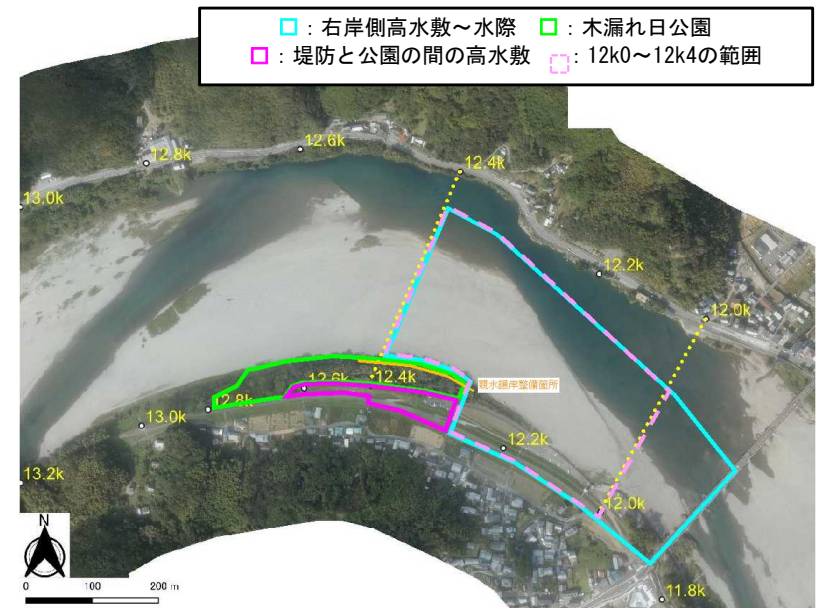 : 右岸側高水敷～水際 : 木漏れ日公園
: 堤防と公園の間の高水敷 : 12k0～12k4の範囲
12.6k
12.8k
12.4k
13.0k
12.2k
12.0k
12.4k
12.6k
親水護岸整備箇所
12.8k
13.0k
12.2k
13.2k
12.0k
N
0 100 200 m
11.8k